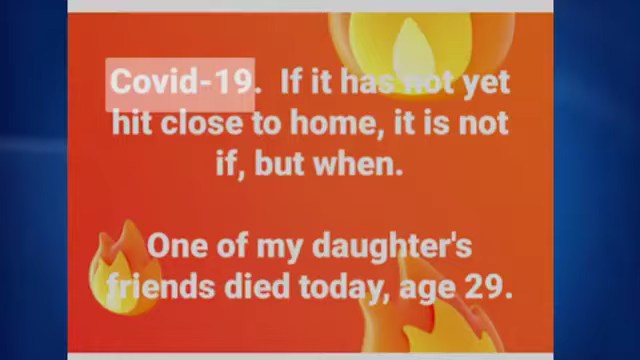 Covid-19. If it has not yet
hit close to home, it is not
if, but when.
One of my daughter's
friends died today, age 29.